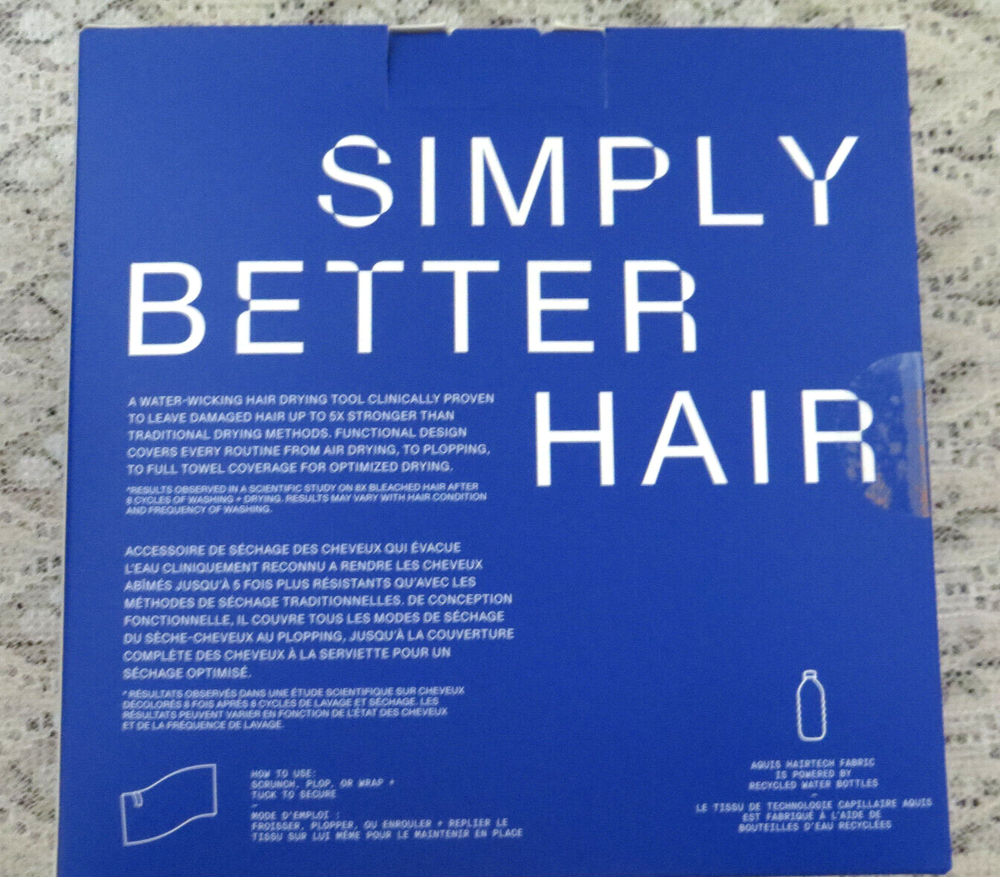 SIMPLY
BETTER
HAIR
A WATER-WICKING HAIR DRYING TOOL CLINICALLY PROVEN
TO LEAVE DAMAGED HAIR UP TO 5X STRONGER THAN
TRADITIONAL DRYING METHODS. FUNCTIONAL DESIGN
COVERS EVERY ROUTINE FROM AIR DRYING, TO PLOPPING,
TO FULL TOWEL COVERAGE FOR OPTIMIZED DRYING.
*RESULTS OBSERVED IN A SCIENTIFIC STUDY ON 8X BLEACHED HAIR AFTER
8 CYCLES OF WASHING + DRYING. RESULTS MAY VARY WITH HAIR CONDITION
AND FREQUENCY OF WASHING.
ACCESSOIRE DE SÉCHAGE DES CHEVEUX QUI ÉVACUE
L'EAU CLINIQUEMENT RECONNU A RENDRE LES CHEVEUX
ABÎMÉS JUSQU'À 5 FOIS PLUS RÉSISTANTS QU'AVEC LES
MÉTHODES DE SÉCHAGE TRADITIONNELLES. DE CONCEPTION
FONCTIONNELLE, IL COUVRE TOUS LES MODES DE SÉCHAGE
DU SÈCHE-CHEVEUX AU PLOPPING, JUSQU'À LA COUVERTURE
COMPLÈTE DES CHEVEUX À LA SERVIETTE POUR UN
SÉCHAGE OPTIMISÉ.
*RÉSULTATS OBSERVÉS DANS UNE ÉTUDE SCIENTIFIQUE SUR CHEVEUX
DÉCOLORÉS 8 FOIS APRÈS 8 CYCLES DE LAVAGE ET SÉCHAGE. LES
RÉSULTATS PEUVENT VARIER EN FONCTION DE L'ÉTAT DES CHEVEUX
ET DE LA FRÉQUENCE DE LAVAGE.
HOW TO USE:
SCRUNCH, PLOP, OR WRAP +
TUCK TO SECURE
–
MODE D'EMPLOI :
FROISSER, PLOPPER, OU ENROULER + REPLIER LE
TISSU SUR LUI MÊME POUR LE MAINTENIR EN PLACE
AQUIS HAIRTECH FABRIC
IS POWERED BY
RECYCLED WATER BOTTLES
–
LE TISSU DE TECHNOLOGIE CAPILLAIRE AQUIS
EST FABRIQUÉ À L'AIDE DE
BOUTEILLES D'EAU RECYCLÉES